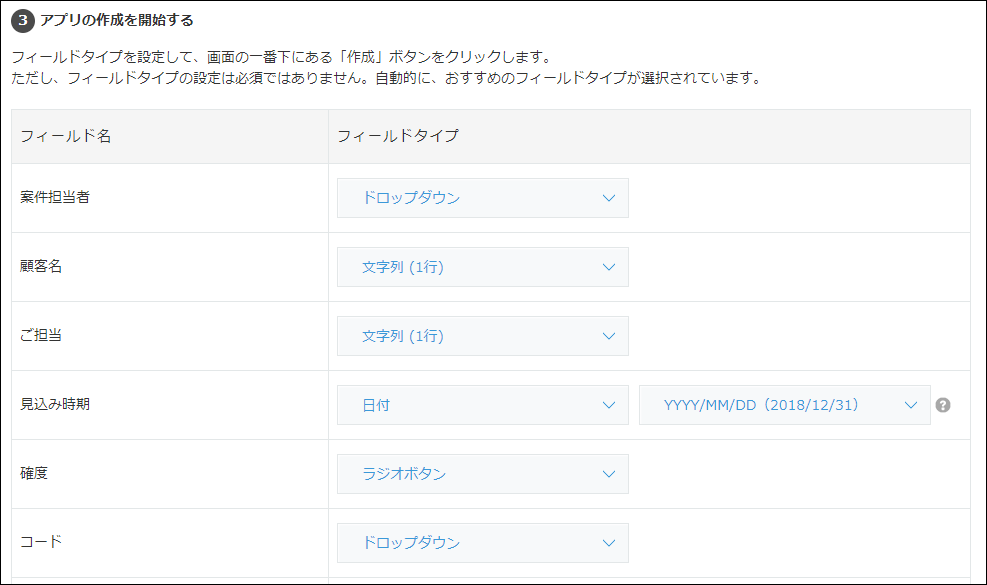 3 アプリの作成を開始する
フィールドタイプを設定して、画面の一番下にある「作成」ボタンをクリックします。
ただし、フィールドタイプの設定は必須ではありません。自動的に、おすすめのフィールドタイプが選択されています。
フィールド名 フィールドタイプ
案件担当者 ドロップダウン
顧客名 文字列 (1行)
ご担当 文字列 (1行)
見込み時期 日付 YYYY/MM/DD（2018/12/31） ?
確度 ラジオボタン
コード ドロップダウン